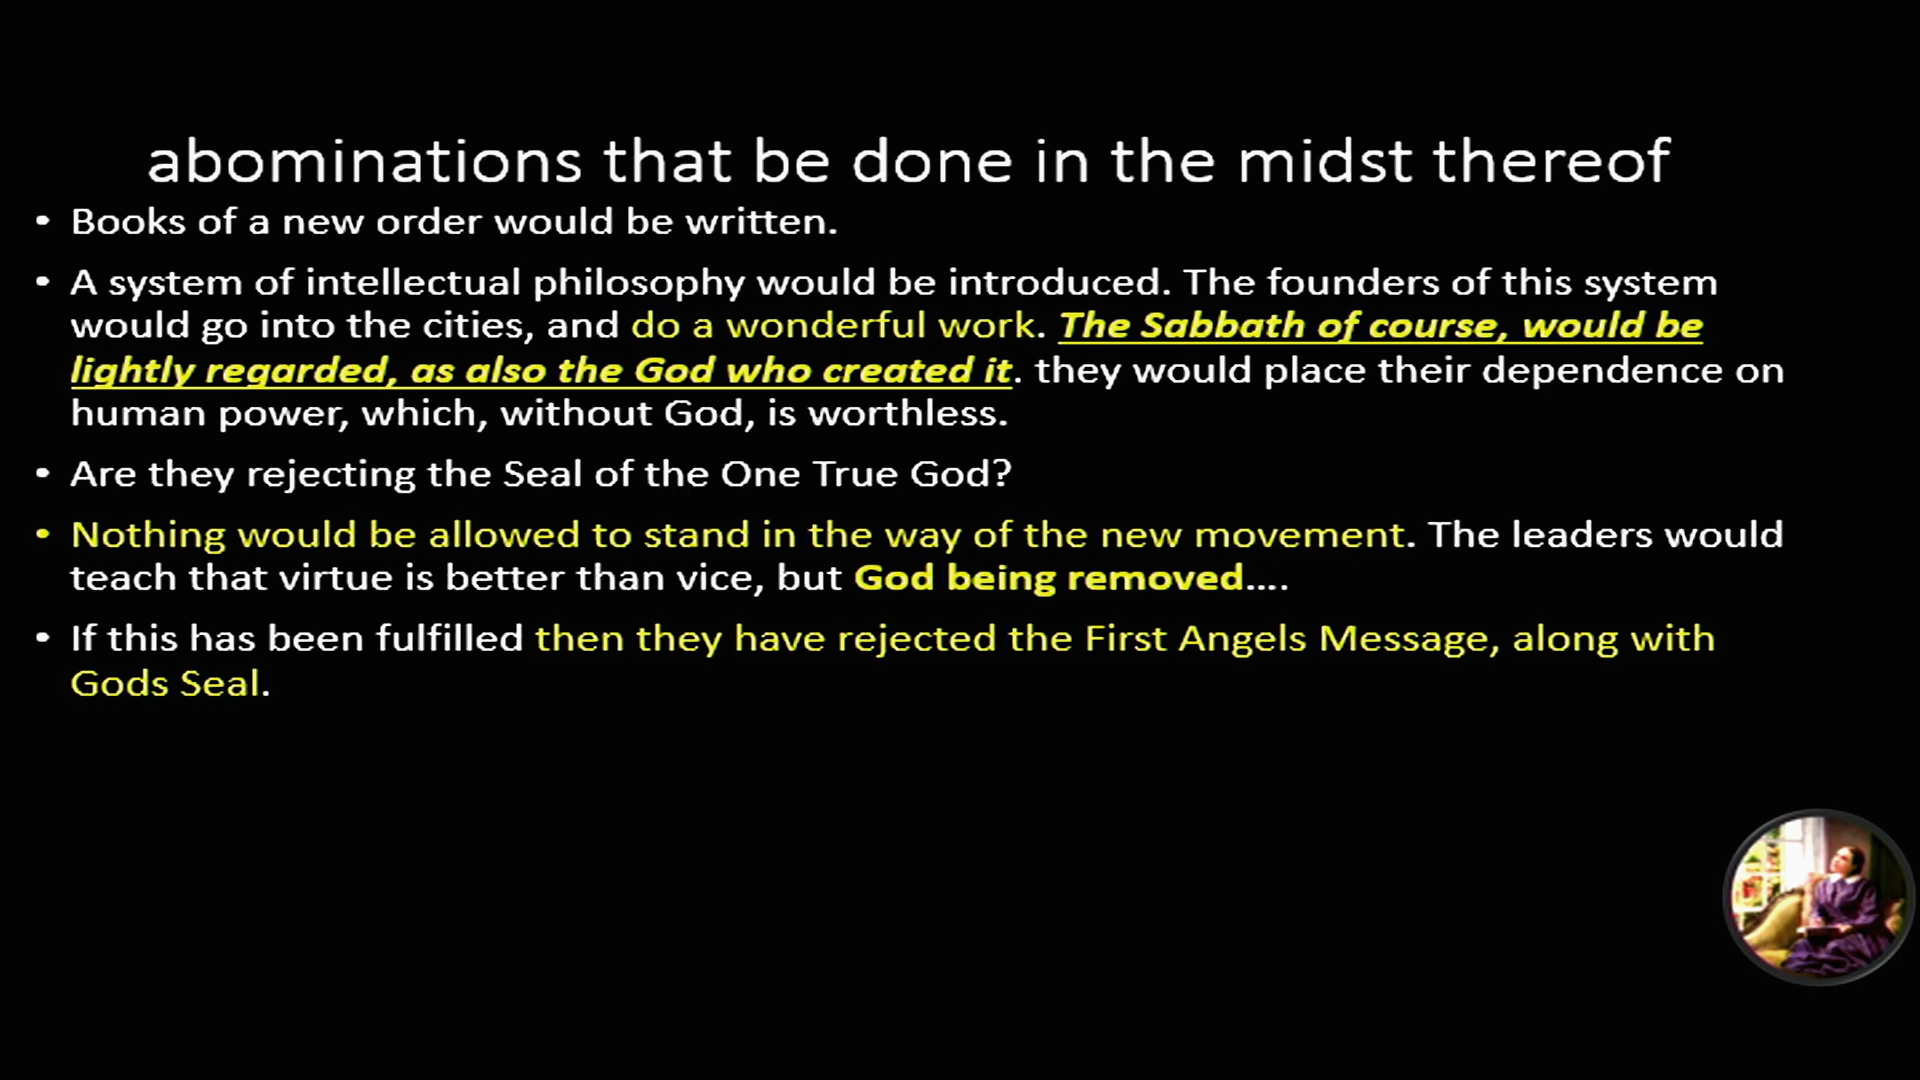 abominations that be done in the midst thereof
• Books of a new order would be written.
• A system of intellectual philosophy would be introduced. The founders of this system
would go into the cities, and do a wonderful work. The Sabbath of course, would be
lightly regarded, as also the God who created it. they would place their dependence on
human power, which, without God, is worthless.
• Are they rejecting the Seal of the One True God?
• Nothing would be allowed to stand in the way of the new movement. The leaders would
teach that virtue is better than vice, but God being removed....
• If this has been fulfilled then they have rejected the First Angels Message, along with
Gods Seal.